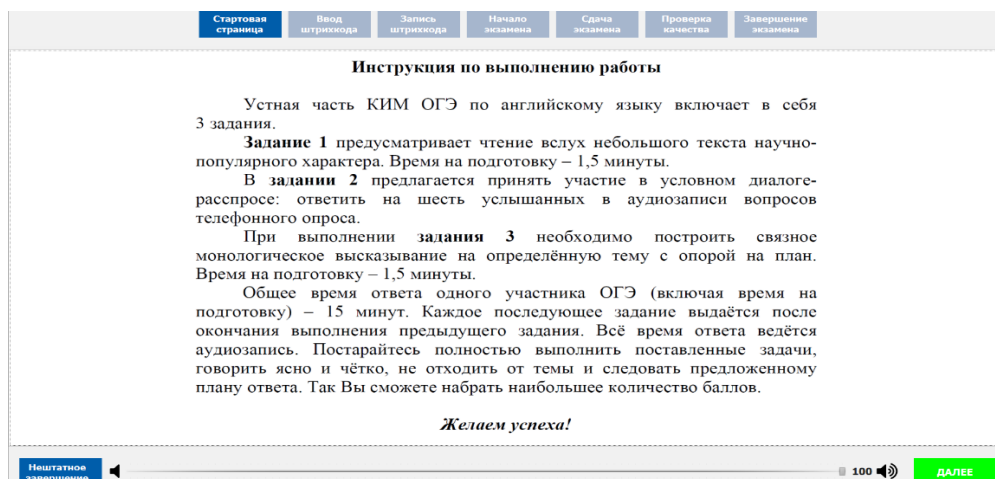 Стартовая страница
Ввод штрихкода
Запись штрихкода
Начало экзамена
Сдача экзамена
Проверка качества
Завершение экзамена
Инструкция по выполнению работы
Устная часть КИМ ОГЭ по английскому языку включает в себя
3 задания.
Задание 1 предусматривает чтение вслух небольшого текста научно-
популярного характера. Время на подготовку – 1,5 минуты.
В задании 2 предлагается принять участие в условном диалоге-
расспросе: ответить на шесть услышанных в аудиозаписи вопросов
телефонного опроса.
При выполнении задания 3 необходимо построить связное
монологическое высказывание на определённую тему с опорой на план.
Время на подготовку – 1,5 минуты.
Общее время ответа одного участника ОГЭ (включая время на
подготовку) – 15 минут. Каждое последующее задание выдаётся после
окончания выполнения предыдущего задания. Всё время ответа ведётся
аудиозапись. Постарайтесь полностью выполнить поставленные задачи,
говорить ясно и чётко, не отходить от темы и следовать предложенному
плану ответа. Так Вы сможете набрать наибольшее количество баллов.
Желаем успеха!
Нештатное
завершение
100
ДАЛЕЕ